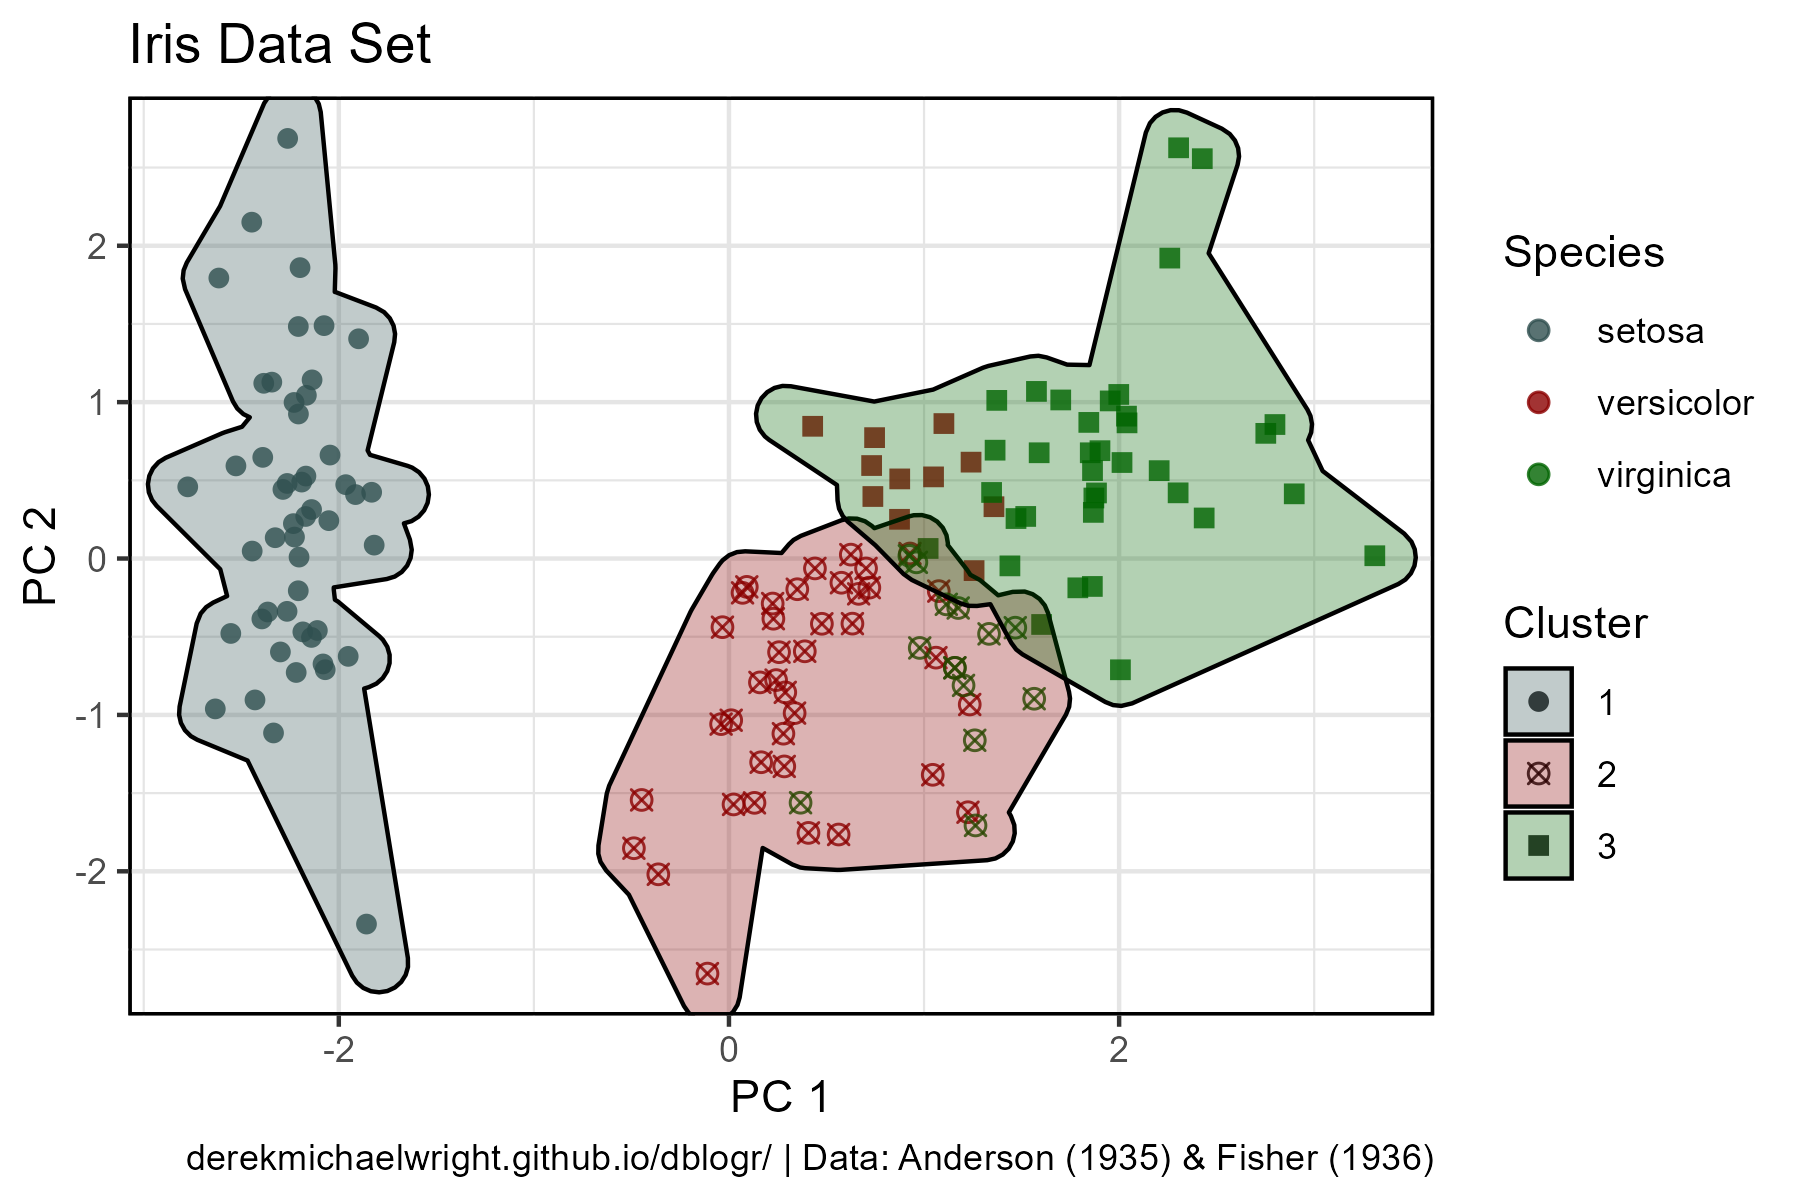 Iris Data Set
PC 2
2
1
0
-1
-2
-2
0
2
PC 1
Species
setosa
versicolor
virginica
Cluster
1
2
3
derekmichaelwright.github.io/dblogr/ | Data: Anderson (1935) & Fisher (1936)